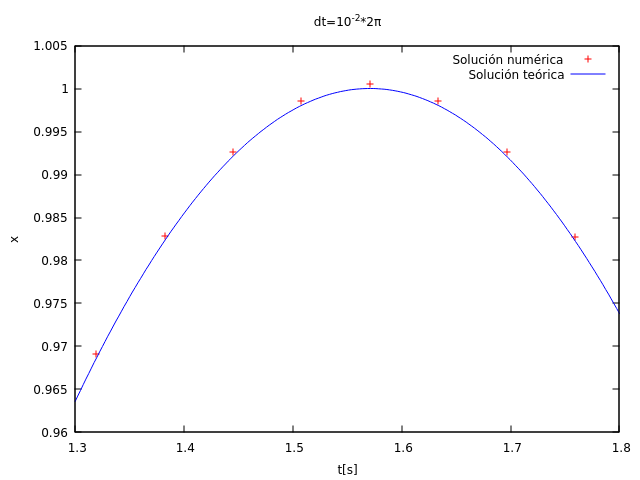 dt=10⁻²*2π
Solución numérica
Solución teórica
1.005
1
0.995
0.99
0.985
0.98
0.975
0.97
0.965
0.96
x
1.3 1.4 1.5 1.6 1.7 1.8
t[s]